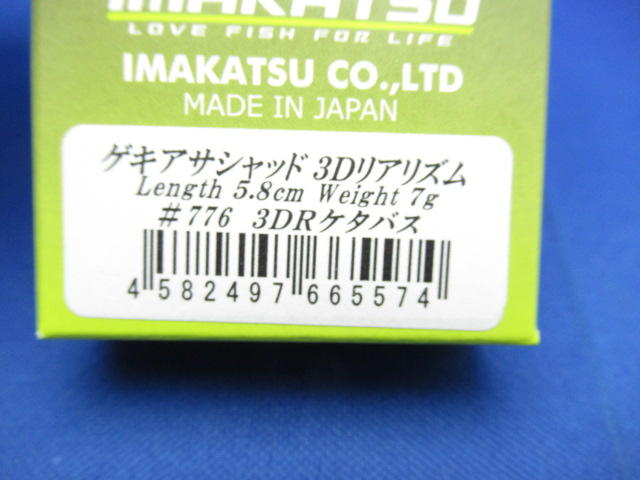 IMAKATSU
LOVE FISH FOR LIFE
IMAKATSU CO.,LTD
MADE IN JAPAN
ゲキアサシャッド 3Dリアリズム
Length 5.8cm Weight 7g
#776 3DRケタバス
4 582497 665574